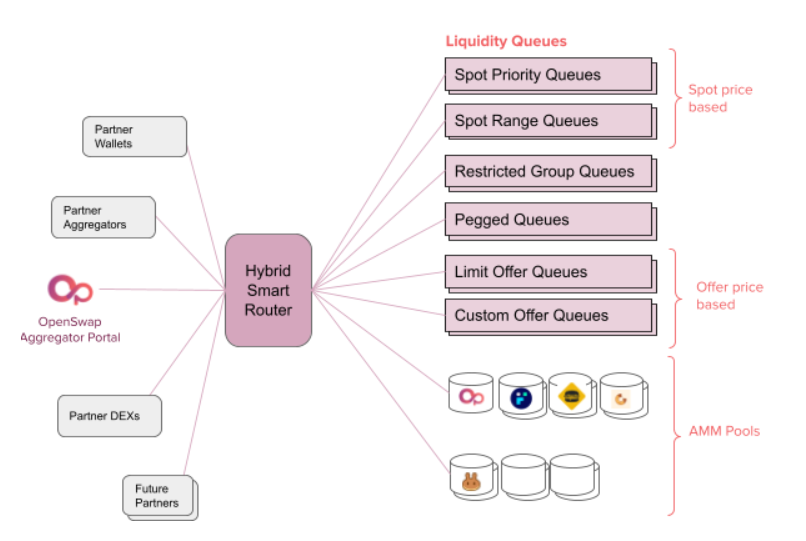 Liquidity Queues
Spot Priority Queues
Spot Range Queues
Spot price
based
Restricted Group Queues
Pegged Queues
Limit Offer Queues
Custom Offer Queues
Offer price
based
AMM Pools
Partner
Wallets
Partner
Aggregators
OpenSwap
Aggregator Portal
Partner DEXs
Future
Partners
Hybrid
Smart
Router